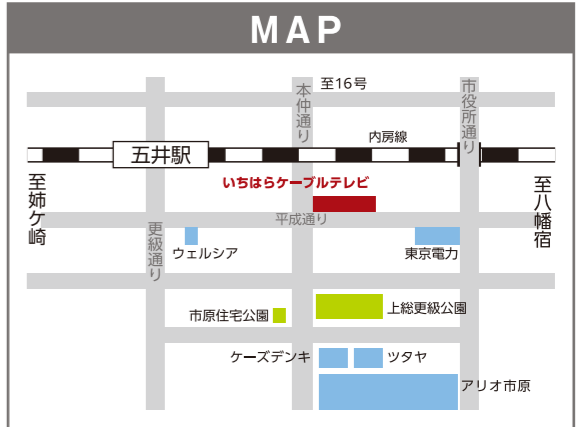 MAP
至16号
本仲通り
市役所通り
内房線
五井駅
至姉ケ崎
いちはらケーブルテレビ
至八幡宿
平成通り
更級通り
ウェルシア
東京電力
市原住宅公園
上総更級公園
ケーズデンキ
ツタヤ
アリオ市原